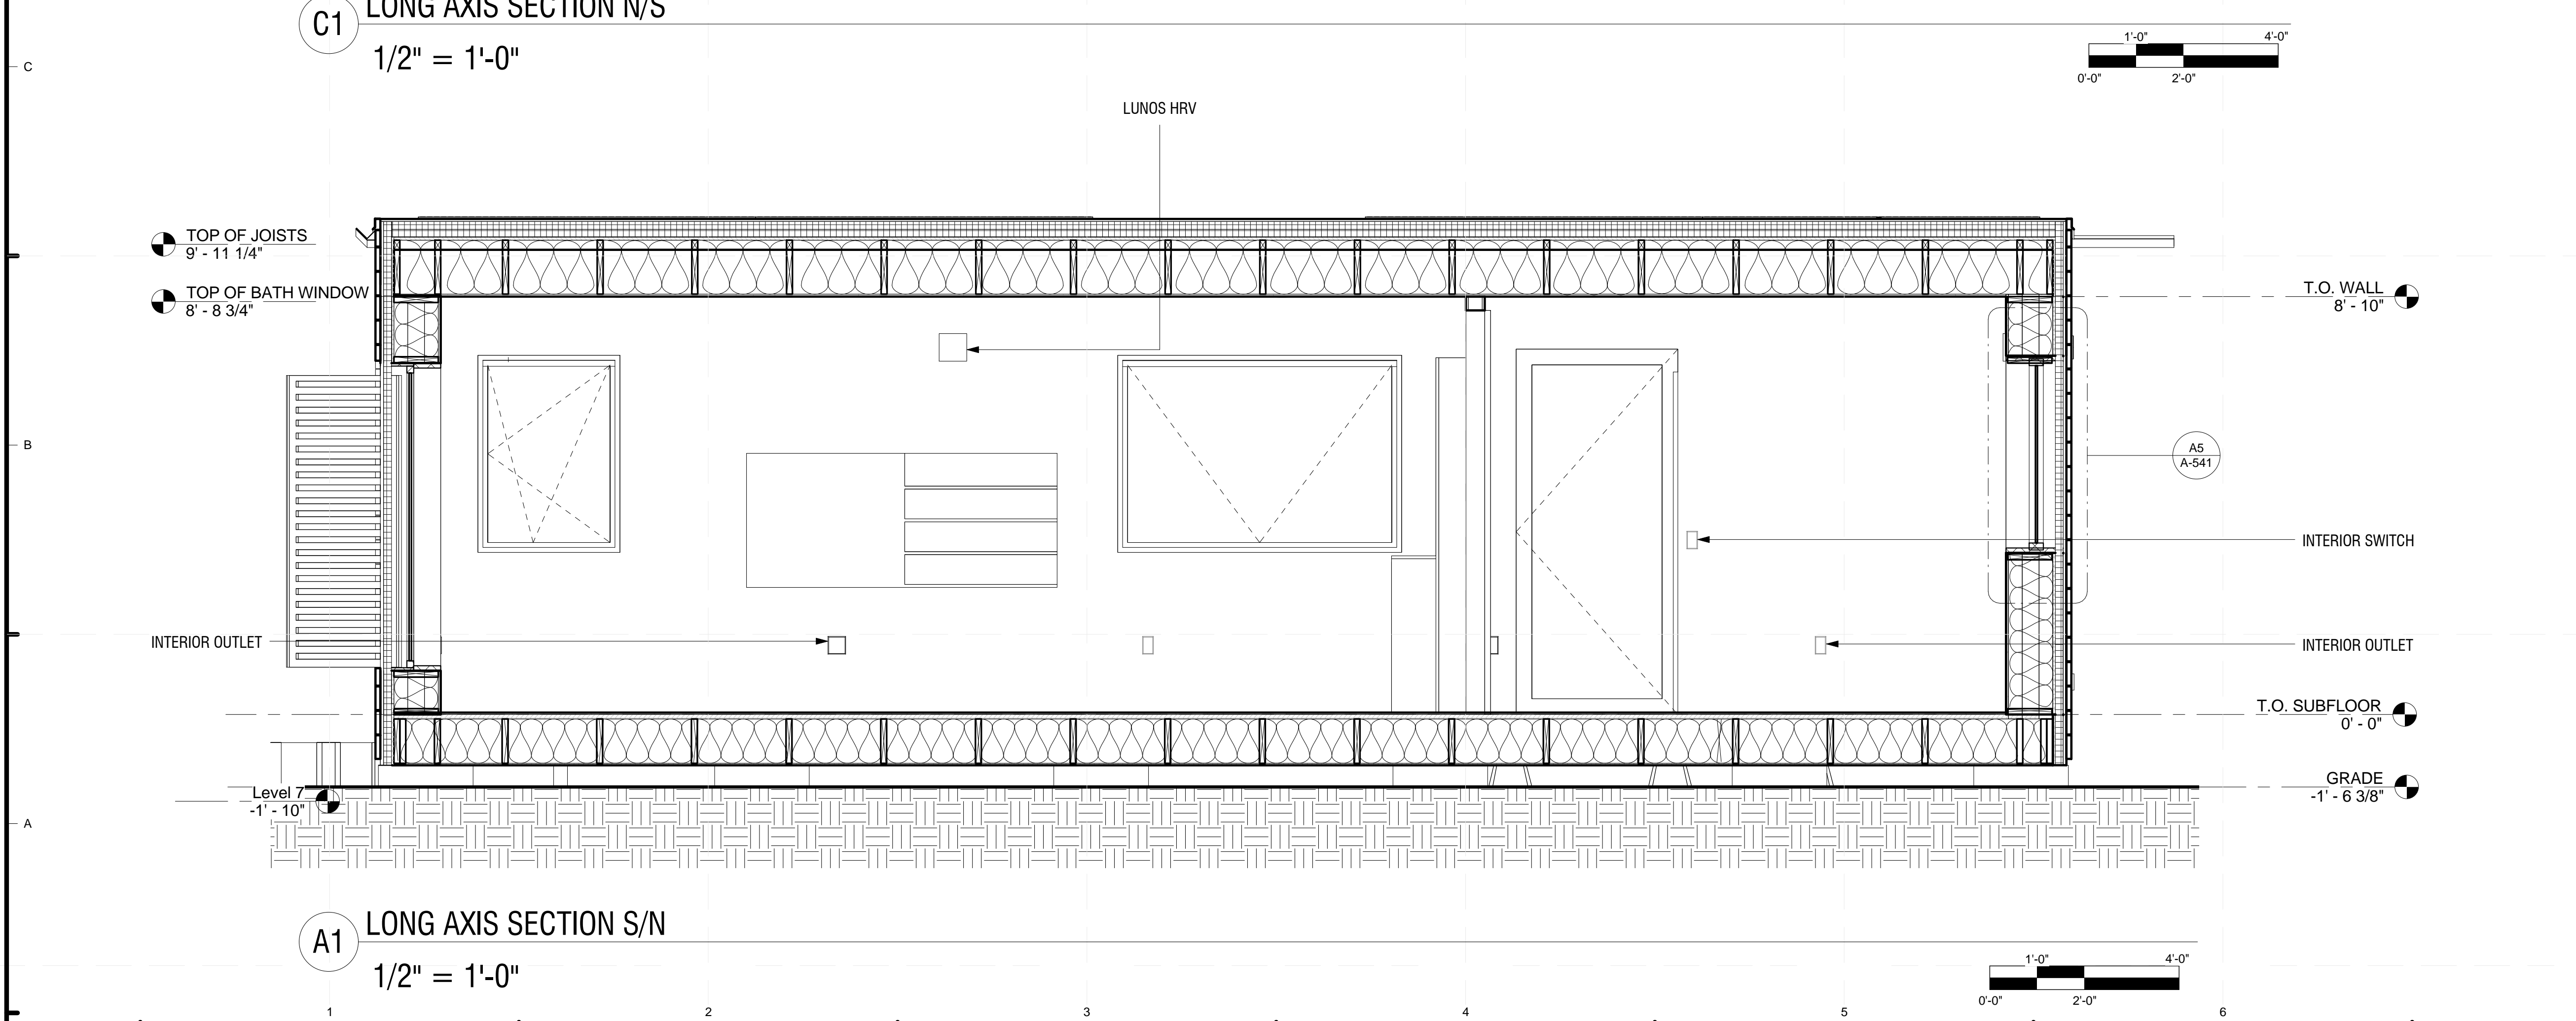 C1 LONG AXIS SECTION N/S
1/2" = 1'-0"
1'-0" 4'-0"
0'-0" 2'-0"
C
LUNOS HRV
TOP OF JOISTS
9' - 11 1/4"
TOP OF BATH WINDOW
8' - 8 3/4"
T.O. WALL
8' - 10"
B
A5
A-541
INTERIOR SWITCH
INTERIOR OUTLET
INTERIOR OUTLET
T.O. SUBFLOOR
0' - 0"
GRADE
-1' - 6 3/8"
Level 7
-1' - 10"
A
A1 LONG AXIS SECTION S/N
1/2" = 1'-0"
1'-0" 4'-0"
0'-0" 2'-0"
1 2 3 4 5 6